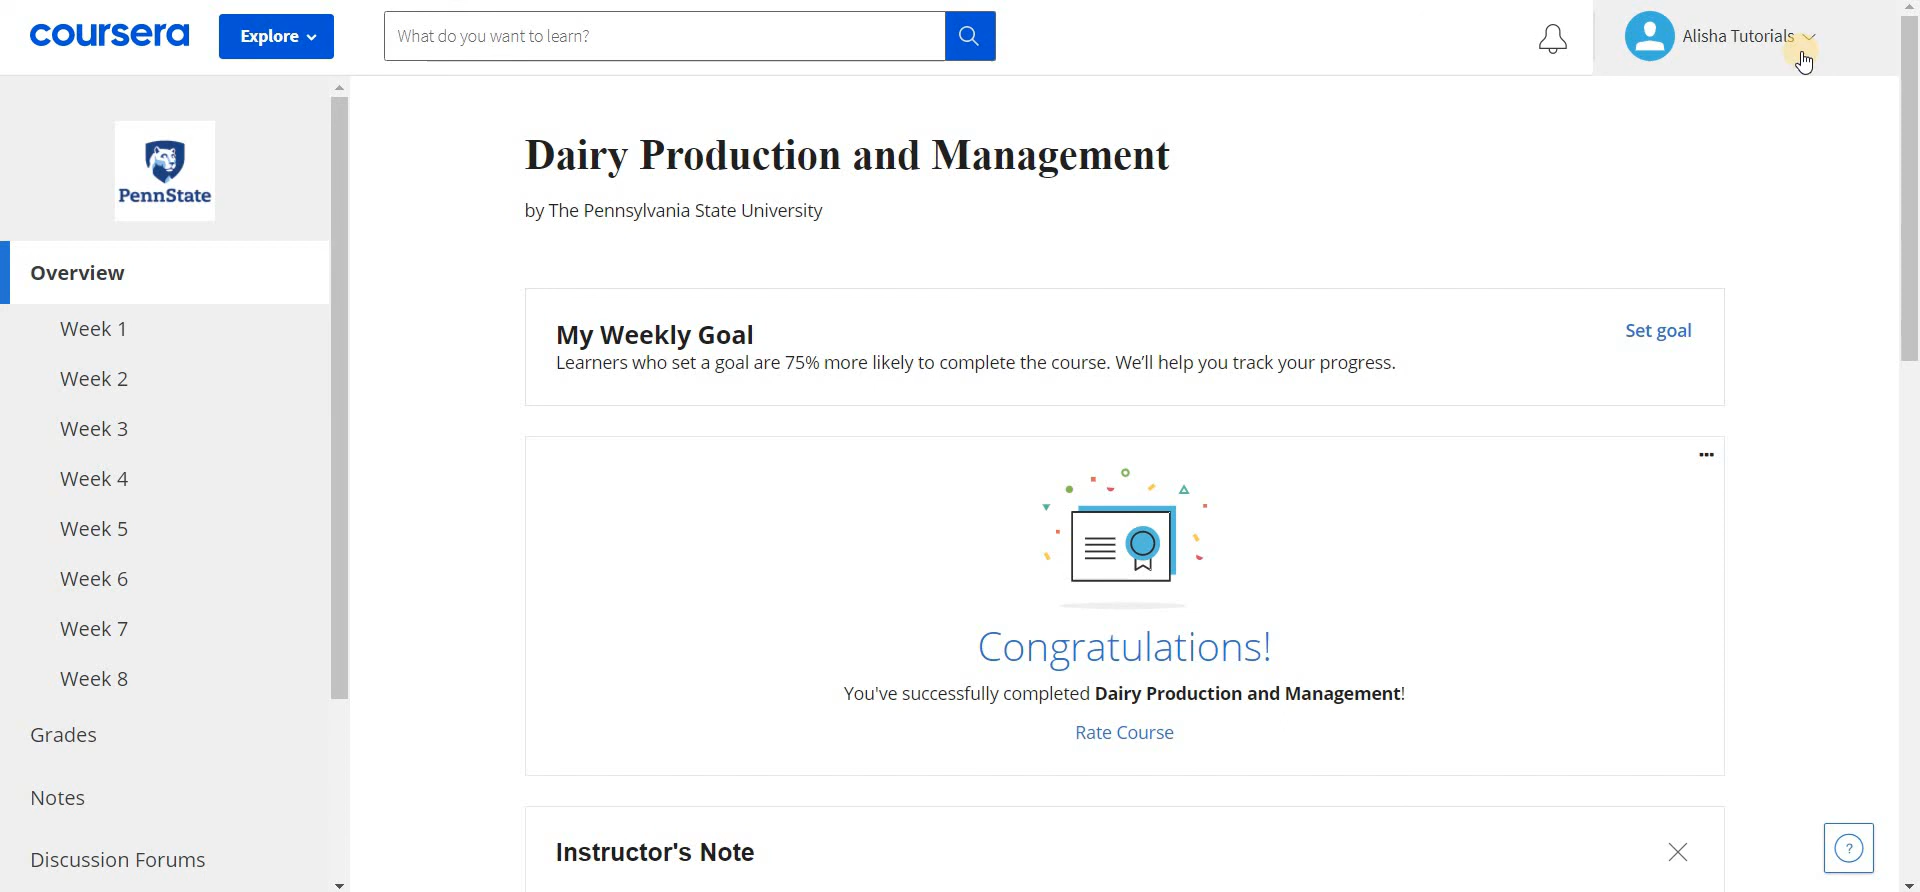 coursera
Explore
What do you want to learn?
Alisha Tutorials
PennState
Overview
Week 1
Week 2
Week 3
Week 4
Week 5
Week 6
Week 7
Week 8
Grades
Notes
Discussion Forums
Dairy Production and Management
by The Pennsylvania State University
My Weekly Goal
Set goal
Learners who set a goal are 75% more likely to complete the course. We'll help you track your progress.
Congratulations!
You've successfully completed Dairy Production and Management!
Rate Course
Instructor's Note
?